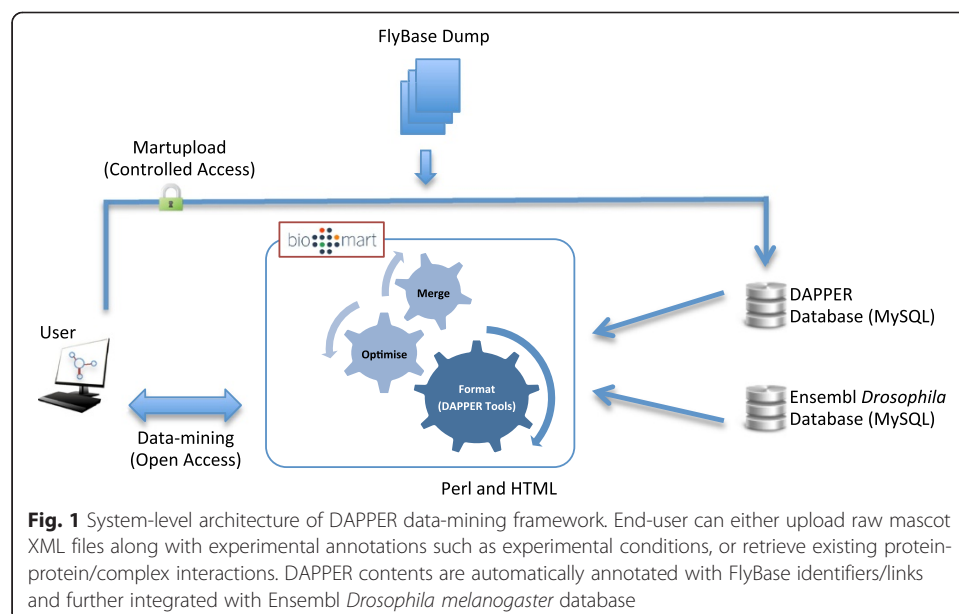 FlyBase Dump
Martupload
(Controlled Access)
bio mart
Merge
Optimise
Format
(DAPPER Tools)
DAPPER
Database (MySQL)
User
Ensembl Drosophila
Database (MySQL)
Data-mining
(Open Access)
Perl and HTML
Fig. 1 System-level architecture of DAPPER data-mining framework. End-user can either upload raw mascot
XML files along with experimental annotations such as experimental conditions, or retrieve existing protein-
protein/complex interactions. DAPPER contents are automatically annotated with FlyBase identifiers/links
and further integrated with Ensembl Drosophila melanogaster database